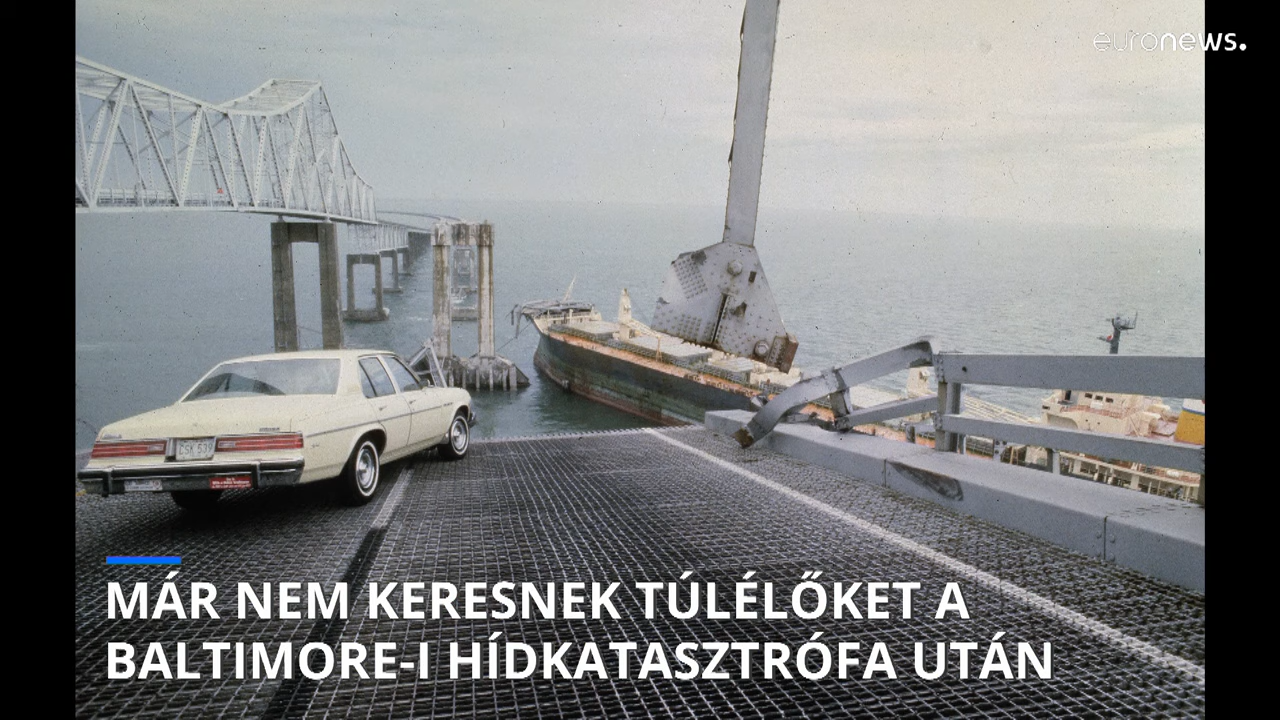 euronews.
MÁR NEM KERESNEK TÚLÉLŐKET A
BALTIMORE-I HÍDKATASZTRÓFA UTÁN